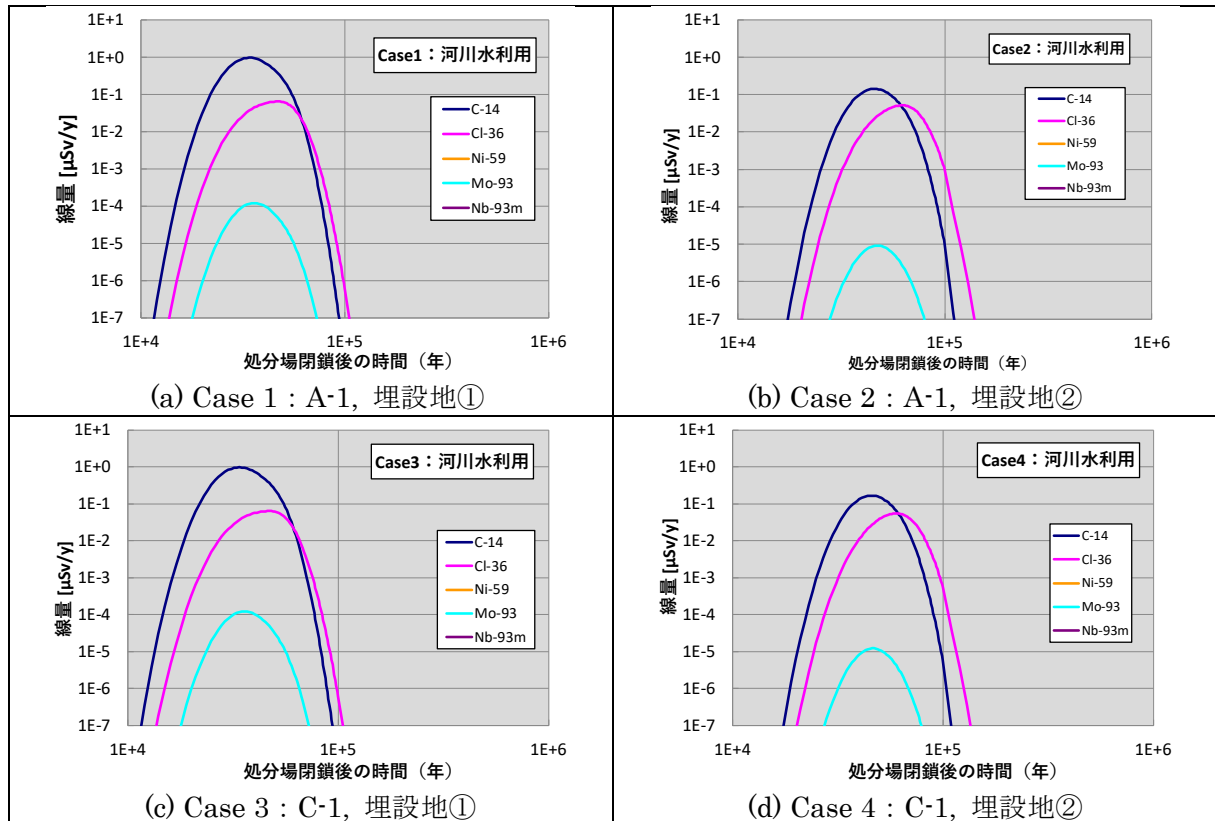 1E+1
1E+0
1E-1
1E-2
1E-3
1E-4
1E-5
1E-6
1E-7
線量 [μSv/y]
Case1：河川水利用
C-14
Cl-36
Ni-59
Mo-93
Nb-93m
1E+4 1E+5 1E+6
処分場閉鎖後の時間（年）
(a) Case 1 : A-1, 埋設地①
1E+1
1E+0
1E-1
1E-2
1E-3
1E-4
1E-5
1E-6
1E-7
線量 [μSv/y]
Case2：河川水利用
C-14
Cl-36
Ni-59
Mo-93
Nb-93m
1E+4 1E+5 1E+6
処分場閉鎖後の時間（年）
(b) Case 2 : A-1, 埋設地②
1E+1
1E+0
1E-1
1E-2
1E-3
1E-4
1E-5
1E-6
1E-7
線量 [μSv/y]
Case3：河川水利用
C-14
Cl-36
Ni-59
Mo-93
Nb-93m
1E+4 1E+5 1E+6
処分場閉鎖後の時間（年）
(c) Case 3 : C-1, 埋設地①
1E+1
1E+0
1E-1
1E-2
1E-3
1E-4
1E-5
1E-6
1E-7
線量 [μSv/y]
Case4：河川水利用
C-14
Cl-36
Ni-59
Mo-93
Nb-93m
1E+4 1E+5 1E+6
処分場閉鎖後の時間（年）
(d) Case 4 : C-1, 埋設地②